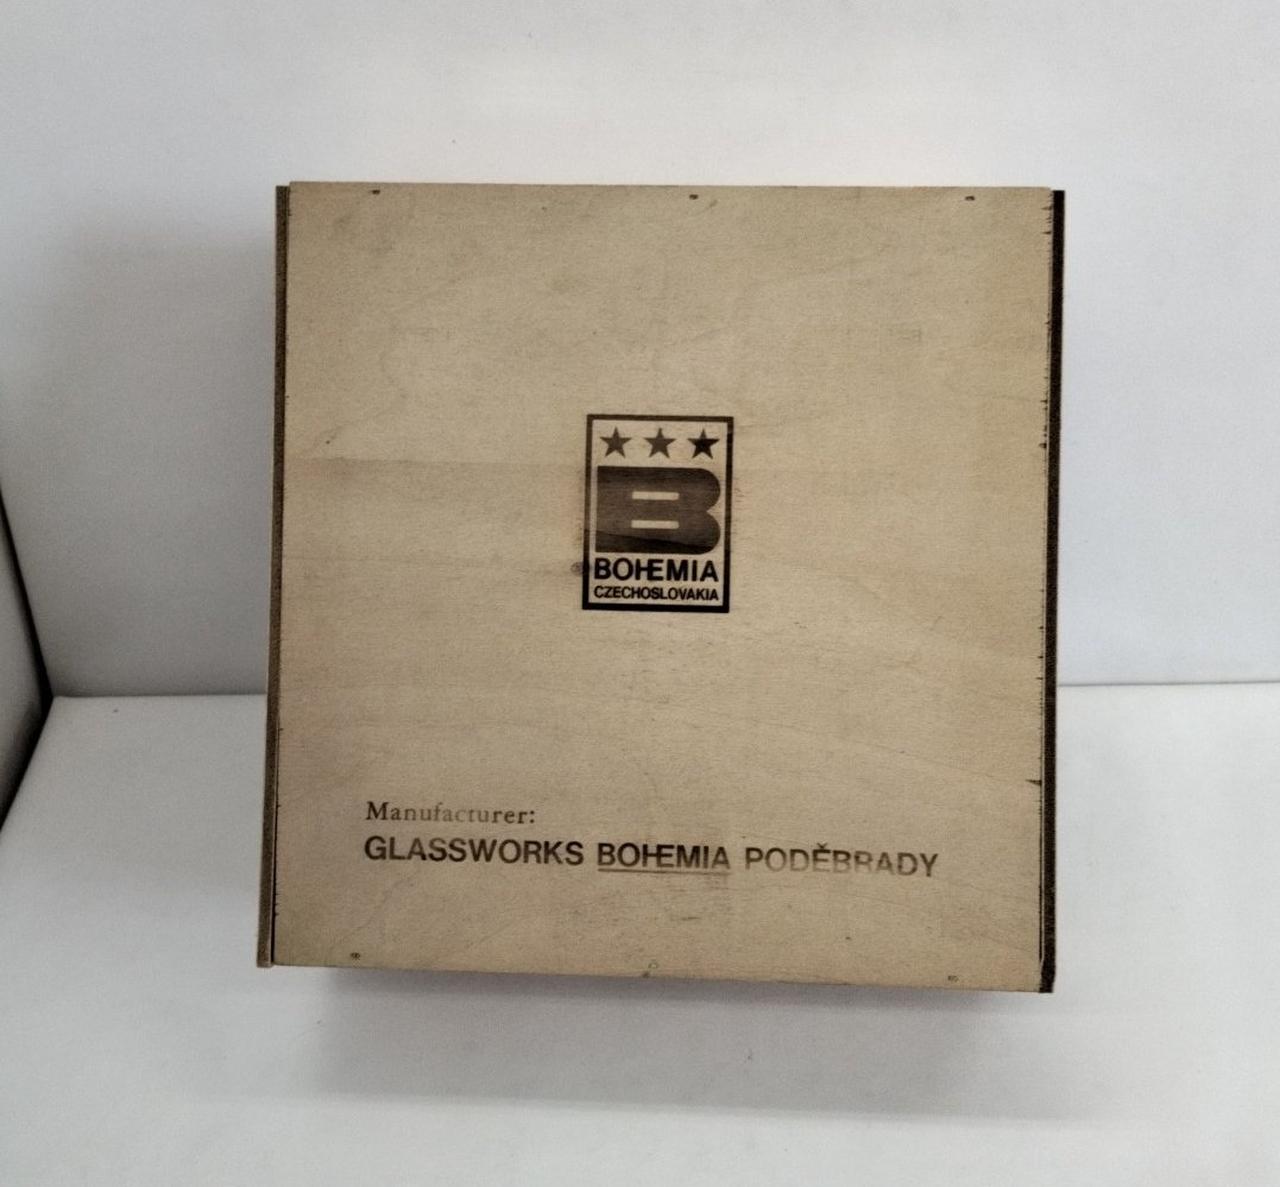 B
BOHEMIA
CZECHOSLOVAKIA
Manufacturer:
GLASSWORKS BOHEMIA PODĚBRADY